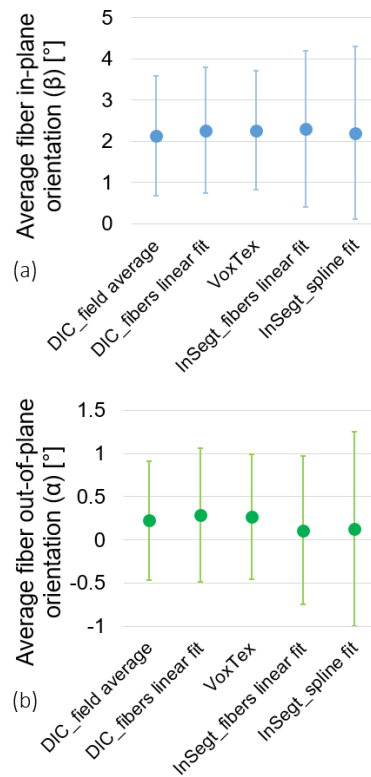 Average fiber in-plane
orientation (β) [°]
5
4
3
2
1
0
(a)
DIC_field average
DIC_fibers linear fit
VoxTex
InSegt_fibers linear fit
InSegt_spline fit
Average fiber out-of-plane
orientation (α) [°]
1.5
1
0.5
0
-0.5
-1
(b)
DIC_field average
DIC_fibers linear fit
VoxTex
InSegt_fibers linear fit
InSegt_spline fit